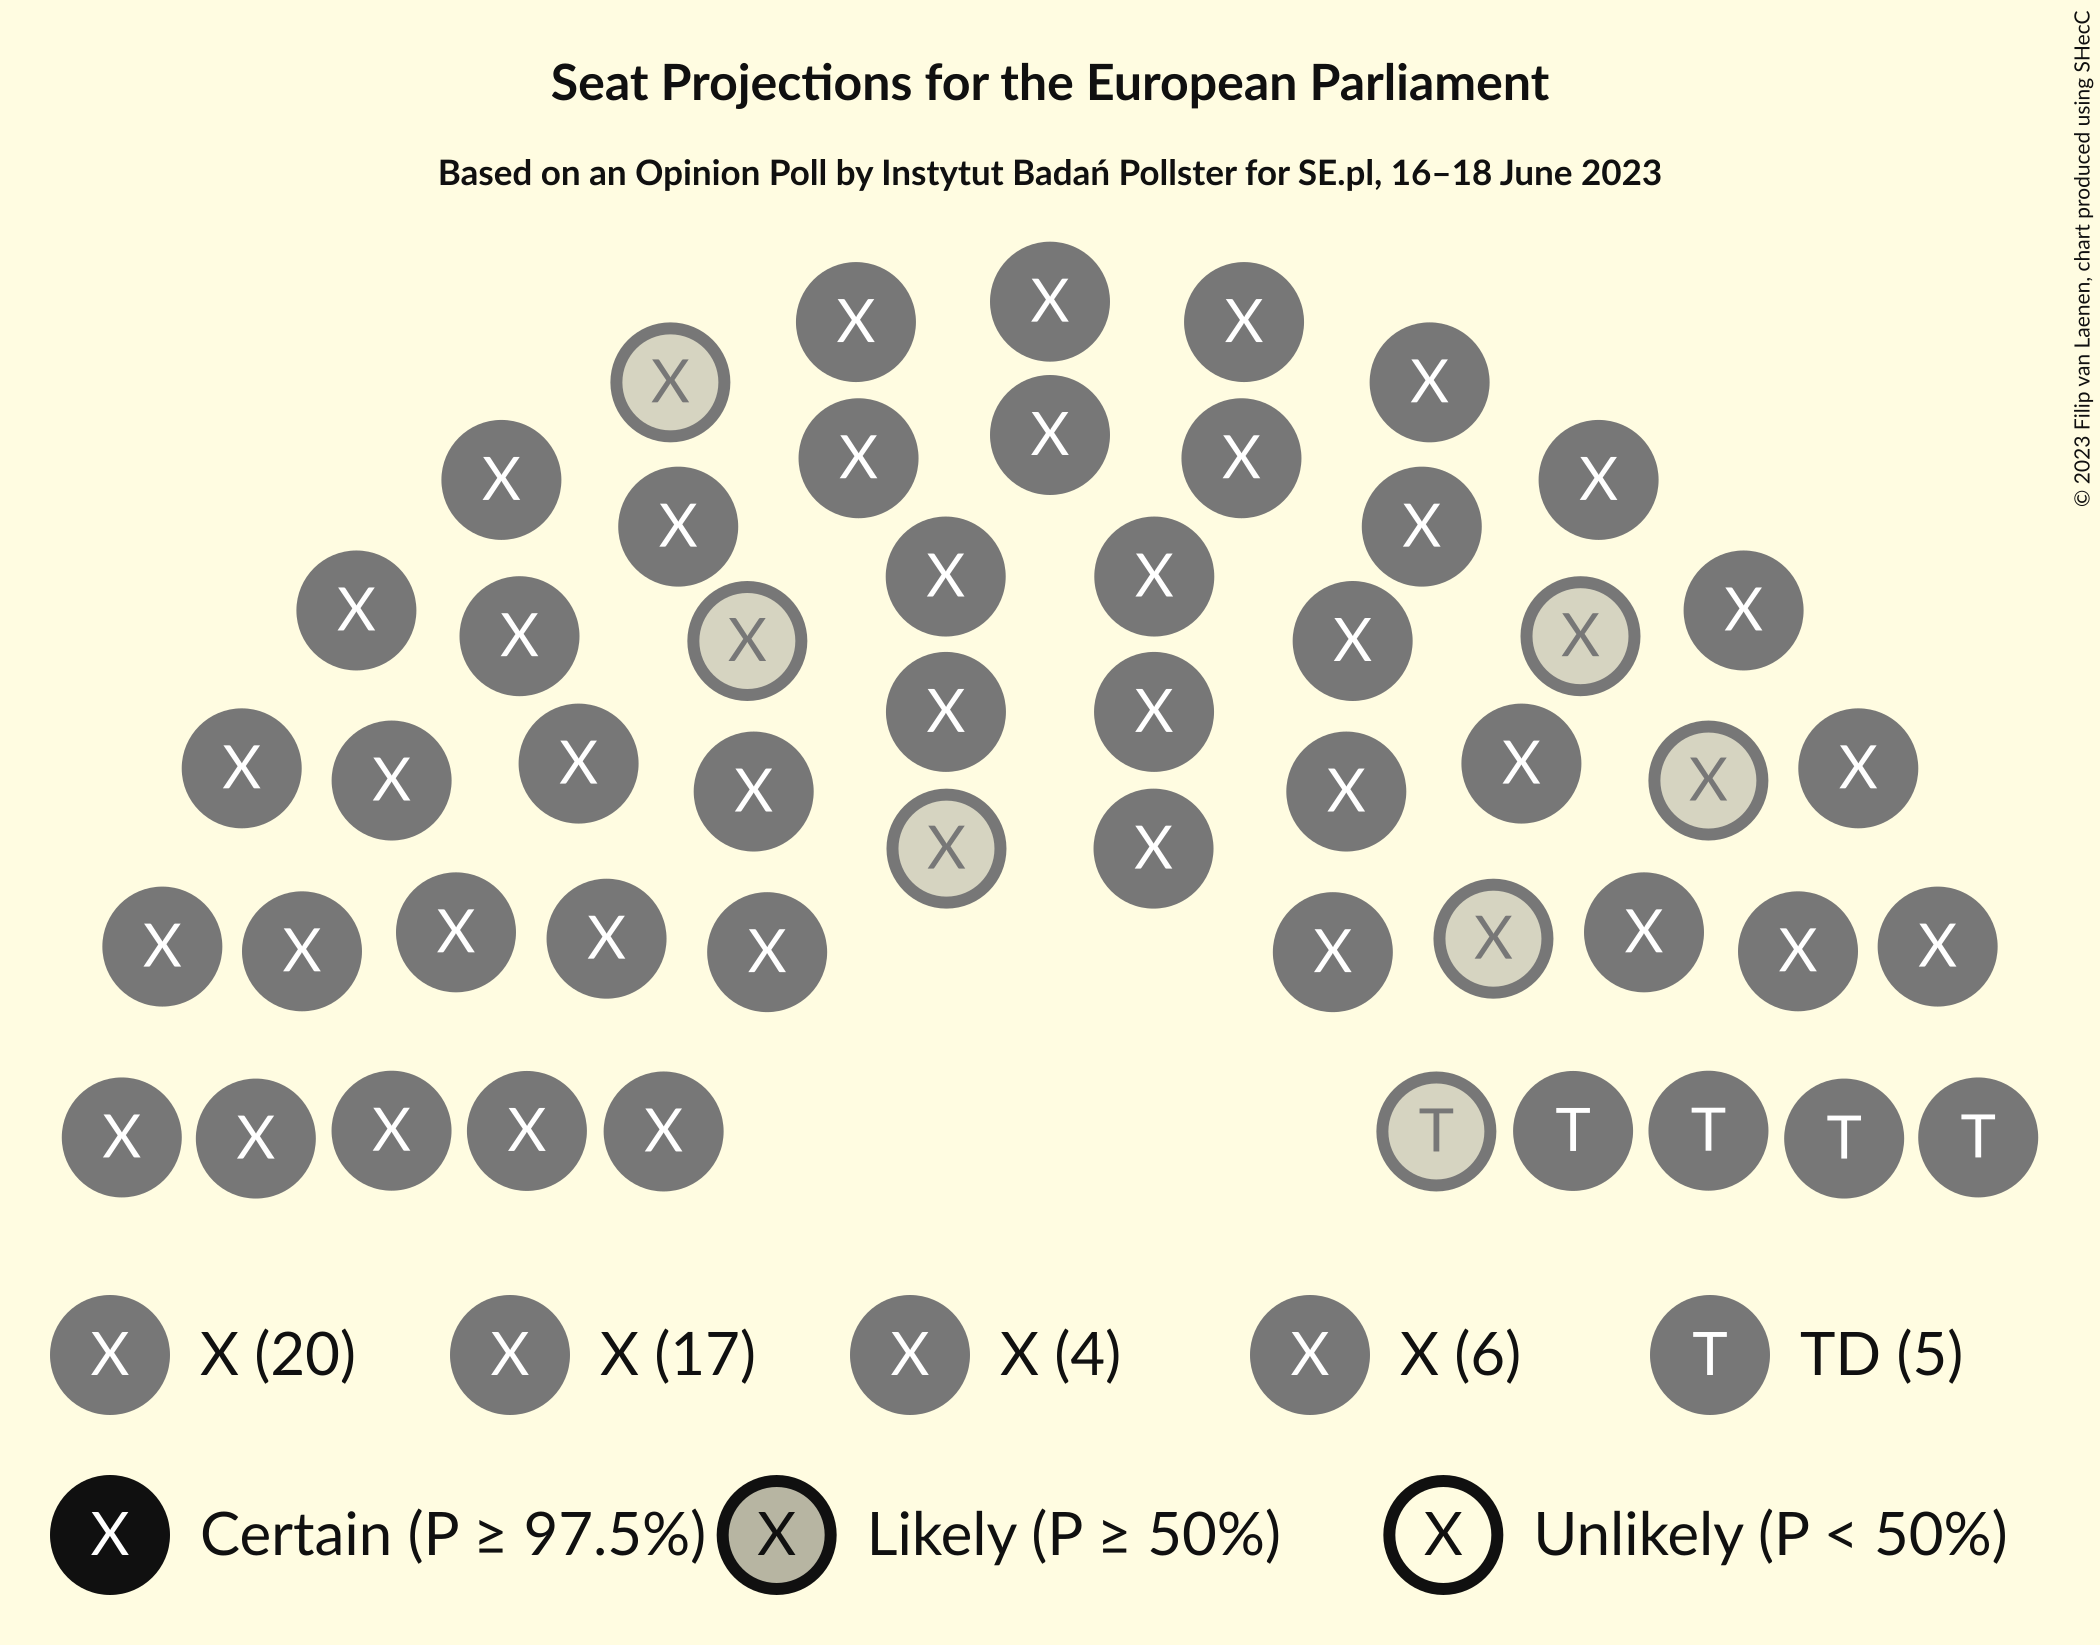 Seat Projections for the European Parliament
Based on an Opinion Poll by Instytut Badań Pollster for SE.pl, 16–18 June 2023
© 2023 Filip van Laenen, chart produced using SHecC
X X X X X
X X
X X X
X X X X
X X
X X X X
X X X X
X X
X X X X
X X
X X X X
X
X X X
X X X X
X X X X X X
X X X X X T T T T T
X X (20) X X (17) X X (4) X X (6) T TD (5)
X Certain (P ≥ 97.5%) X Likely (P ≥ 50%) X Unlikely (P < 50%)